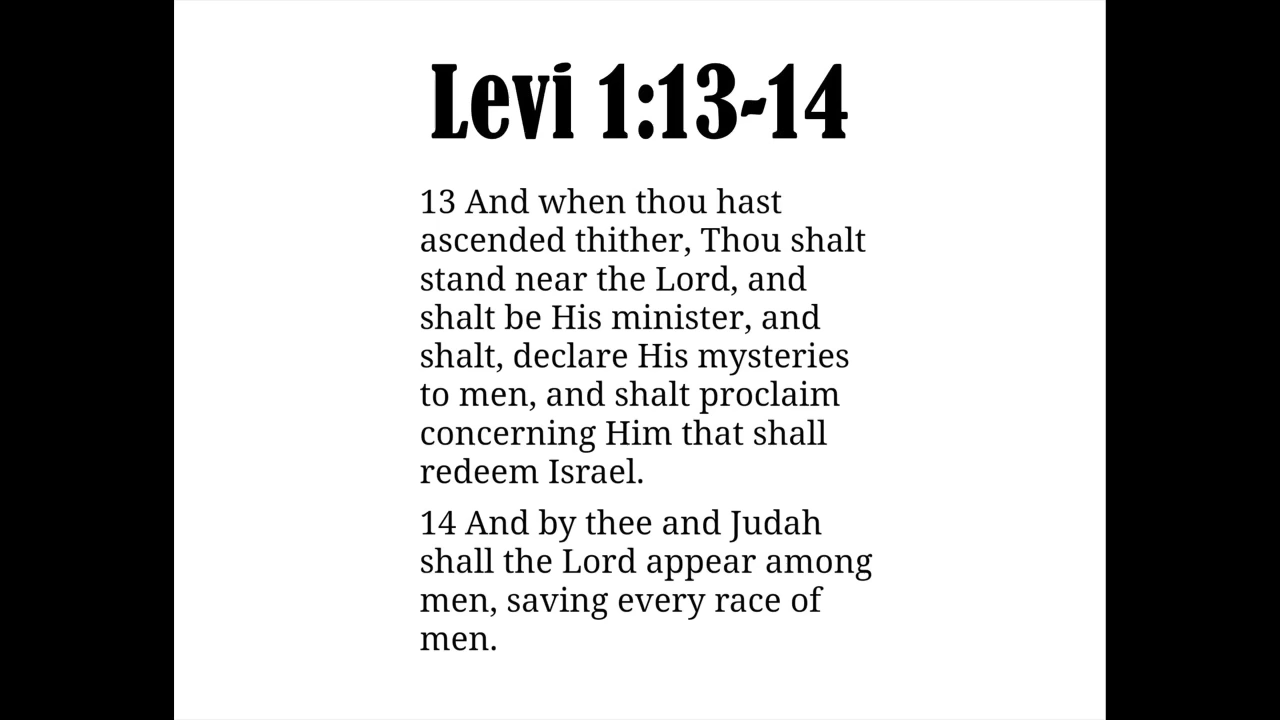 Levi 1:13-14
13 And when thou hast
ascended thither, Thou shalt
stand near the Lord, and
shalt be His minister, and
shalt, declare His mysteries
to men, and shalt proclaim
concerning Him that shall
redeem Israel.
14 And by thee and Judah
shall the Lord appear among
men, saving every race of
men.